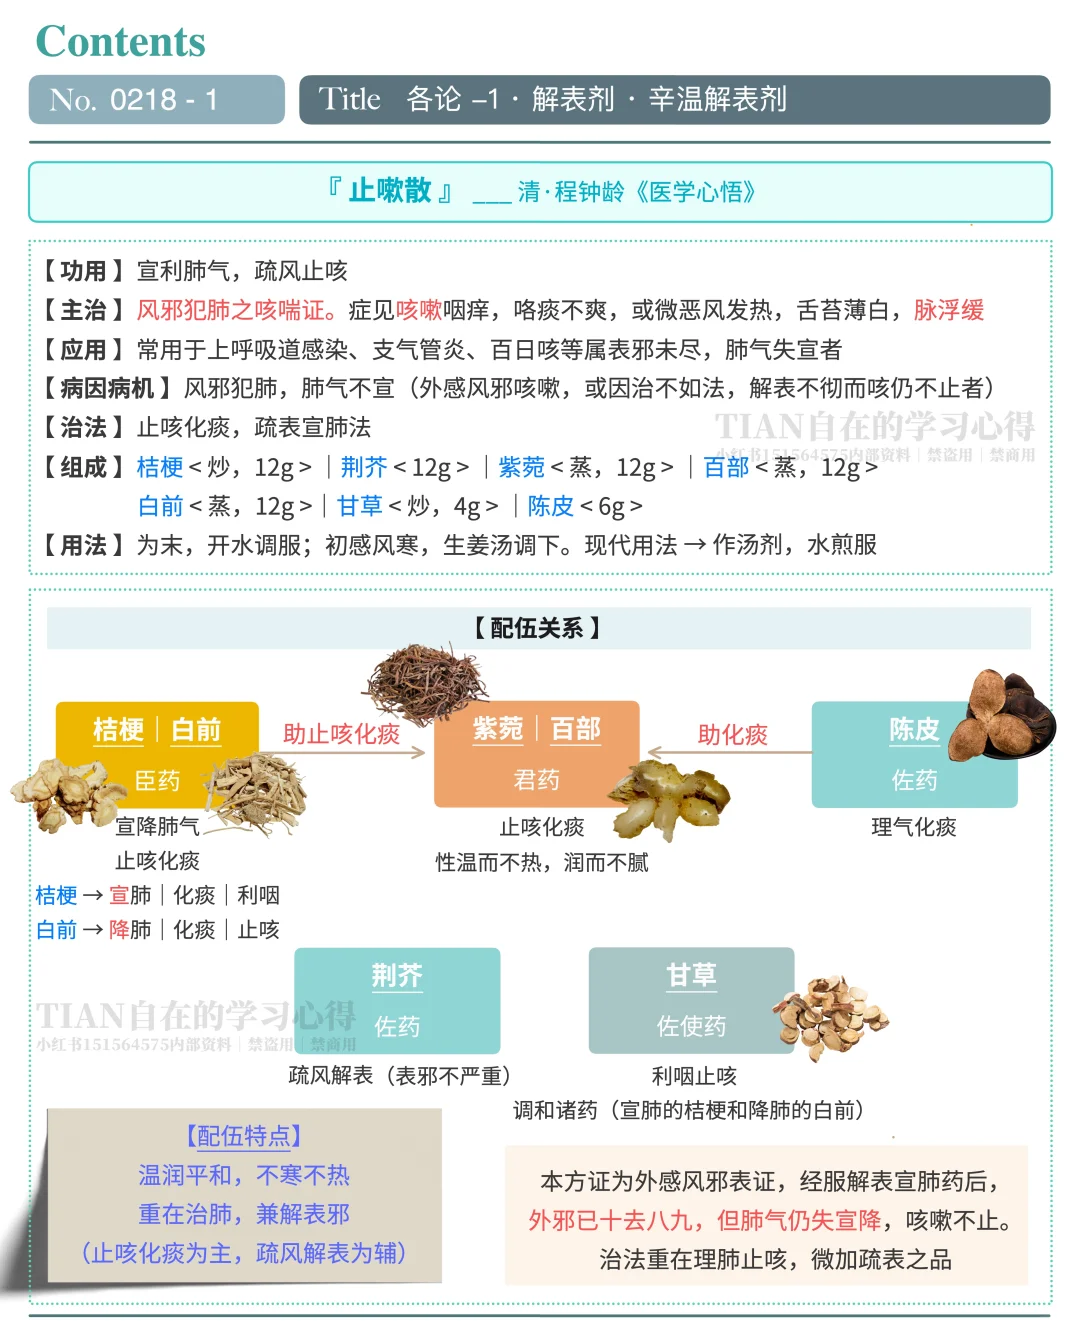 Contents
No. 0218 - 1
Title 各论 –1 · 解表剂 · 辛温解表剂
『 止嗽散 』 ___ 清·程钟龄《医学心悟》
【 功用 】宣利肺气，疏风止咳
【 主治 】风邪犯肺之咳喘证。症见咳嗽咽痒，咯痰不爽，或微恶风发热，舌苔薄白，脉浮缓
【 应用 】常用于上呼吸道感染、支气管炎、百日咳等属表邪未尽，肺气失宣者
【 病因病机 】风邪犯肺，肺气不宣（外感风邪咳嗽，或因治不如法，解表不彻而咳仍不止者）
【 治法 】止咳化痰，疏表宣肺法
TIAN自在的学习心得
小红书151564575内部资料｜禁盗用｜禁商用
【 组成 】桔梗 < 炒，12g > ｜荆芥 < 12g > ｜紫菀 < 蒸，12g > ｜百部 < 蒸，12g >
白前 < 蒸，12g >｜甘草 < 炒，4g > ｜陈皮 < 6g >
【 用法 】为末，开水调服；初感风寒，生姜汤调下。现代用法 → 作汤剂，水煎服
【 配伍关系 】
桔梗｜白前
臣药
助止咳化痰
紫菀｜百部
君药
助化痰
陈皮
佐药
宣降肺气
止咳化痰
桔梗 → 宣肺｜化痰｜利咽
白前 → 降肺｜化痰｜止咳
止咳化痰
性温而不热，润而不腻
理气化痰
荆芥
佐药
疏风解表（表邪不严重）
甘草
佐使药
利咽止咳
调和诸药（宣肺的桔梗和降肺的白前）
TIAN自在的学习心得
小红书151564575内部资料｜禁盗用｜禁商用
【配伍特点】
温润平和，不寒不热
重在治肺，兼解表邪
（止咳化痰为主，疏风解表为辅）
本方证为外感风邪表证，经服解表宣肺药后，
外邪已十去八九，但肺气仍失宣降，咳嗽不止。
治法重在理肺止咳，微加疏表之品